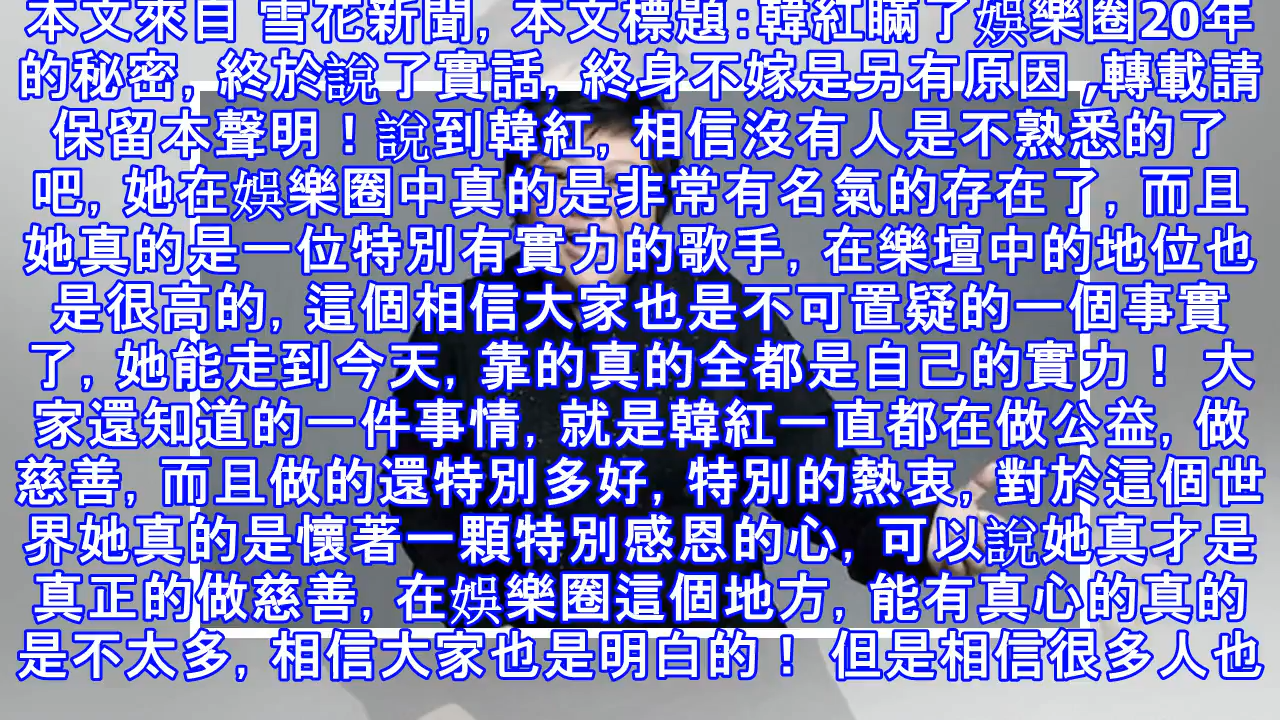 本文來自 雪花新聞, 本文標題:韓紅瞞了娛樂圈20年
的秘密, 終於說了實話, 終身不嫁是另有原因 ,轉載請
保留本聲明！說到韓紅, 相信沒有人是不熟悉的了
吧, 她在娛樂圈中真的是非常有名氣的存在了, 而且
她真的是一位特別有實力的歌手, 在樂壇中的地位也
是很高的, 這個相信大家也是不可置疑的一個事實
了, 她能走到今天, 靠的真的全都是自己的實力！ 大
家還知道的一件事情, 就是韓紅一直都在做公益, 做
慈善, 而且做的還特別多好, 特別的熱衷, 對於這個世
界她真的是懷著一顆特別感恩的心, 可以說她真才是
真正的做慈善, 在娛樂圈這個地方, 能有真心的真的
是不太多, 相信大家也是明白的！ 但是相信很多人也